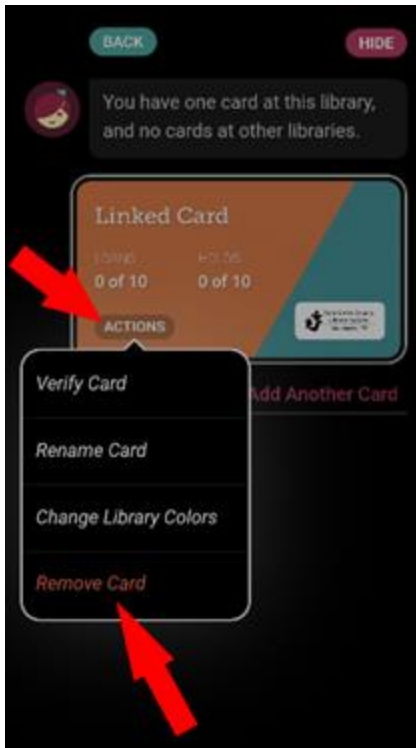 BACK
HIDE
You have one card at this library,
and no cards at other libraries.
Linked Card
LOANS HOLDS
0 of 10 0 of 10
ACTIONS
Add Another Card
Verify Card
Rename Card
Change Library Colors
Remove Card